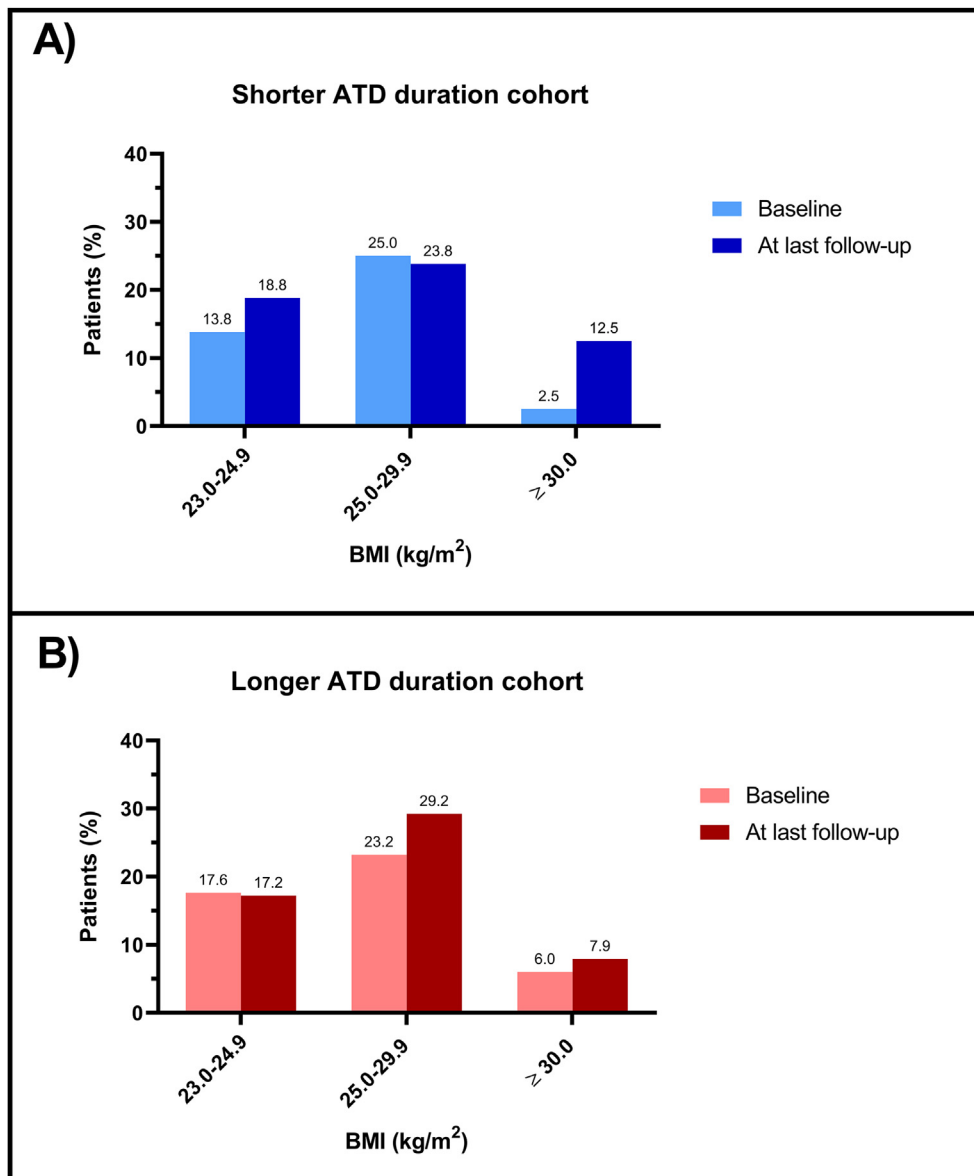 A)
Shorter ATD duration cohort
Patients (%)
40
30
20
10
0
13.8
18.8
25.0
23.8
2.5
12.5
23.0-24.9
25.0-29.9
≥ 30.0
BMI (kg/m²)
Baseline
At last follow-up
B)
Longer ATD duration cohort
Patients (%)
40
30
20
10
0
17.6
17.2
23.2
29.2
6.0
7.9
23.0-24.9
25.0-29.9
≥ 30.0
BMI (kg/m²)
Baseline
At last follow-up